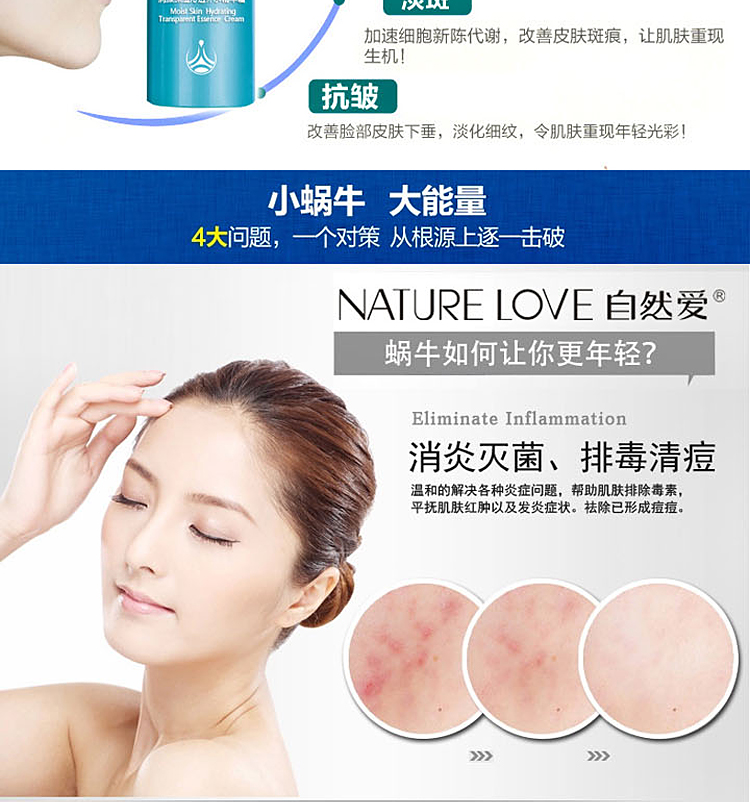 Moist Skin Hydrating
Transparent Essence Cream
淡斑
加速细胞新陈代谢，改善皮肤斑痕，让肌肤重现
生机！
抗皱
改善脸部皮肤下垂，淡化细纹，令肌肤重现年轻光彩！
小蜗牛 大能量
4大问题，一个对策 从根源上逐一击破
NATURE LOVE 自然爱®
蜗牛如何让你更年轻？
Eliminate Inflammation
消炎灭菌、排毒清痘
温和的解决各种炎症问题，帮助肌肤排除毒素，
平抚肌肤红肿以及发炎症状。祛除已形成痘痘。